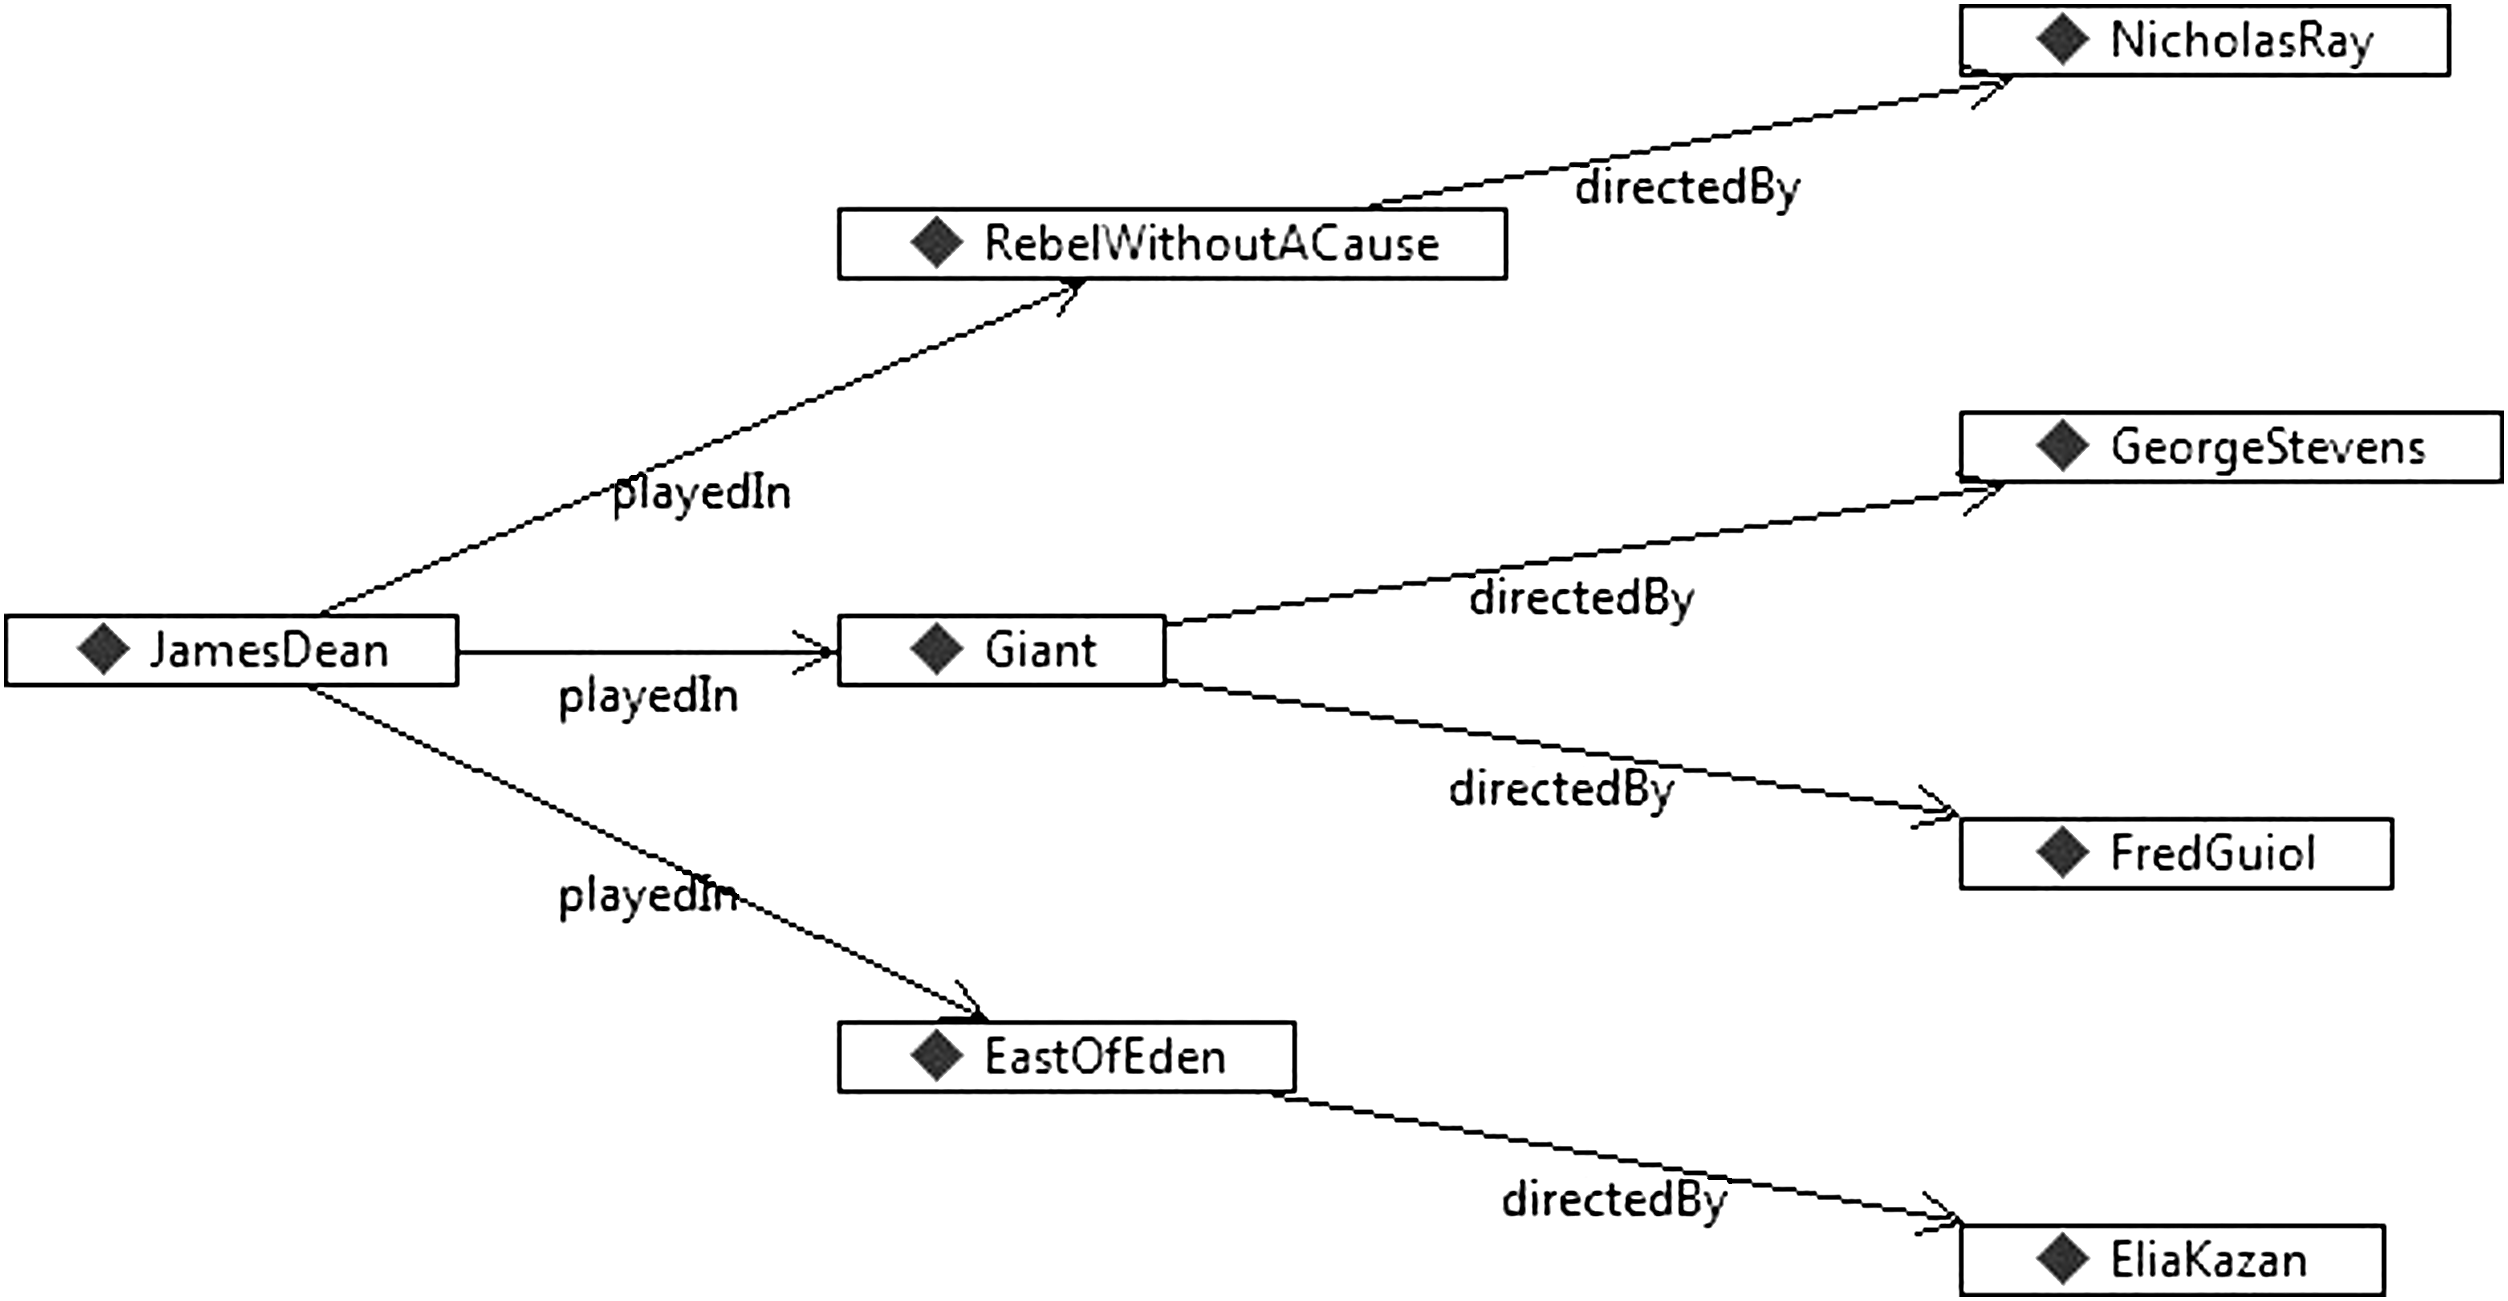 NicholasRay
directedBy
RebelWithoutACause
GeorgeStevens
playedIn
directedBy
JamesDean
Giant
playedIn
directedBy
FredGuiol
playedIn
EastOfEden
directedBy
EliaKazan